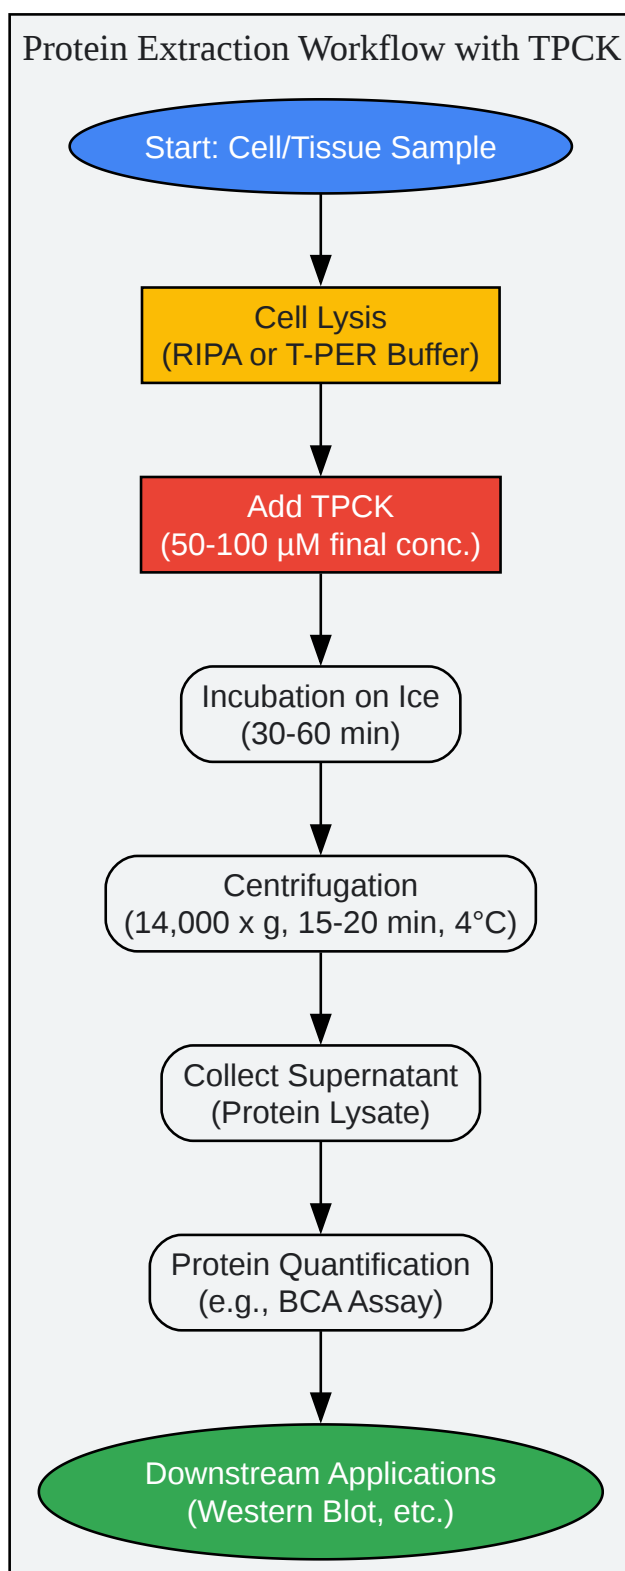 Protein Extraction Workflow with TPCK
Start: Cell/Tissue Sample
Cell Lysis
(RIPA or T-PER Buffer)
Add TPCK
(50-100 µM final conc.)
Incubation on Ice
(30-60 min)
Centrifugation
(14,000 x g, 15-20 min, 4°C)
Collect Supernatant
(Protein Lysate)
Protein Quantification
(e.g., BCA Assay)
Downstream Applications
(Western Blot, etc.)